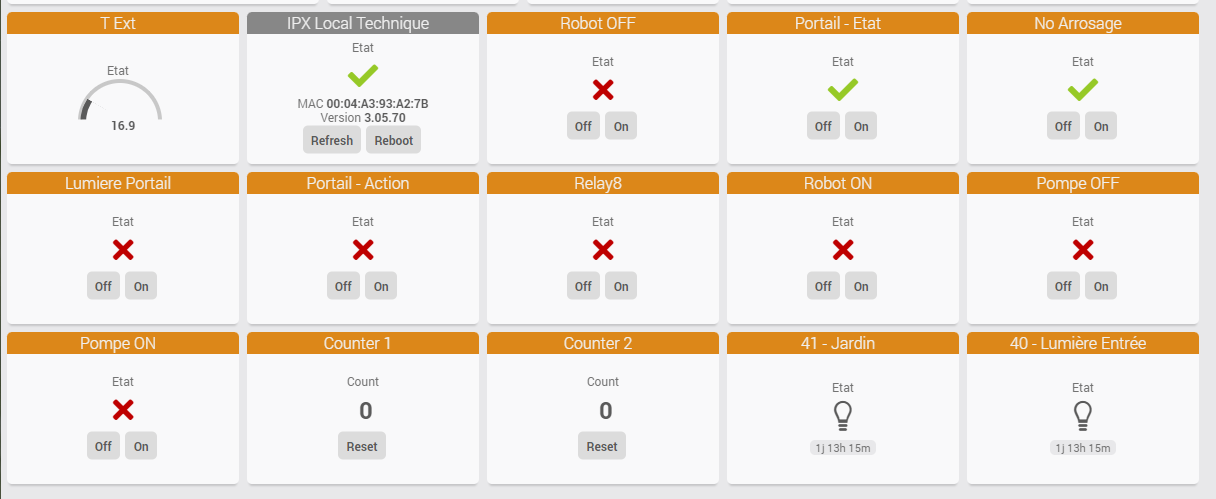 T Ext
Etat
16.9
IPX Local Technique
Etat
MAC 00:04:A3:93:A2:7B
Version 3.05.70
Refresh Reboot
Robot OFF
Etat
Off On
Portail - Etat
Etat
Off On
No Arrosage
Etat
Off On
Lumiere Portail
Etat
Off On
Portail - Action
Etat
Off On
Relay8
Etat
Off On
Robot ON
Etat
Off On
Pompe OFF
Etat
Off On
Pompe ON
Etat
Off On
Counter 1
Count
0
Reset
Counter 2
Count
0
Reset
41 - Jardin
Etat
1j 13h 15m
40 - Lumière Entrée
Etat
1j 13h 15m